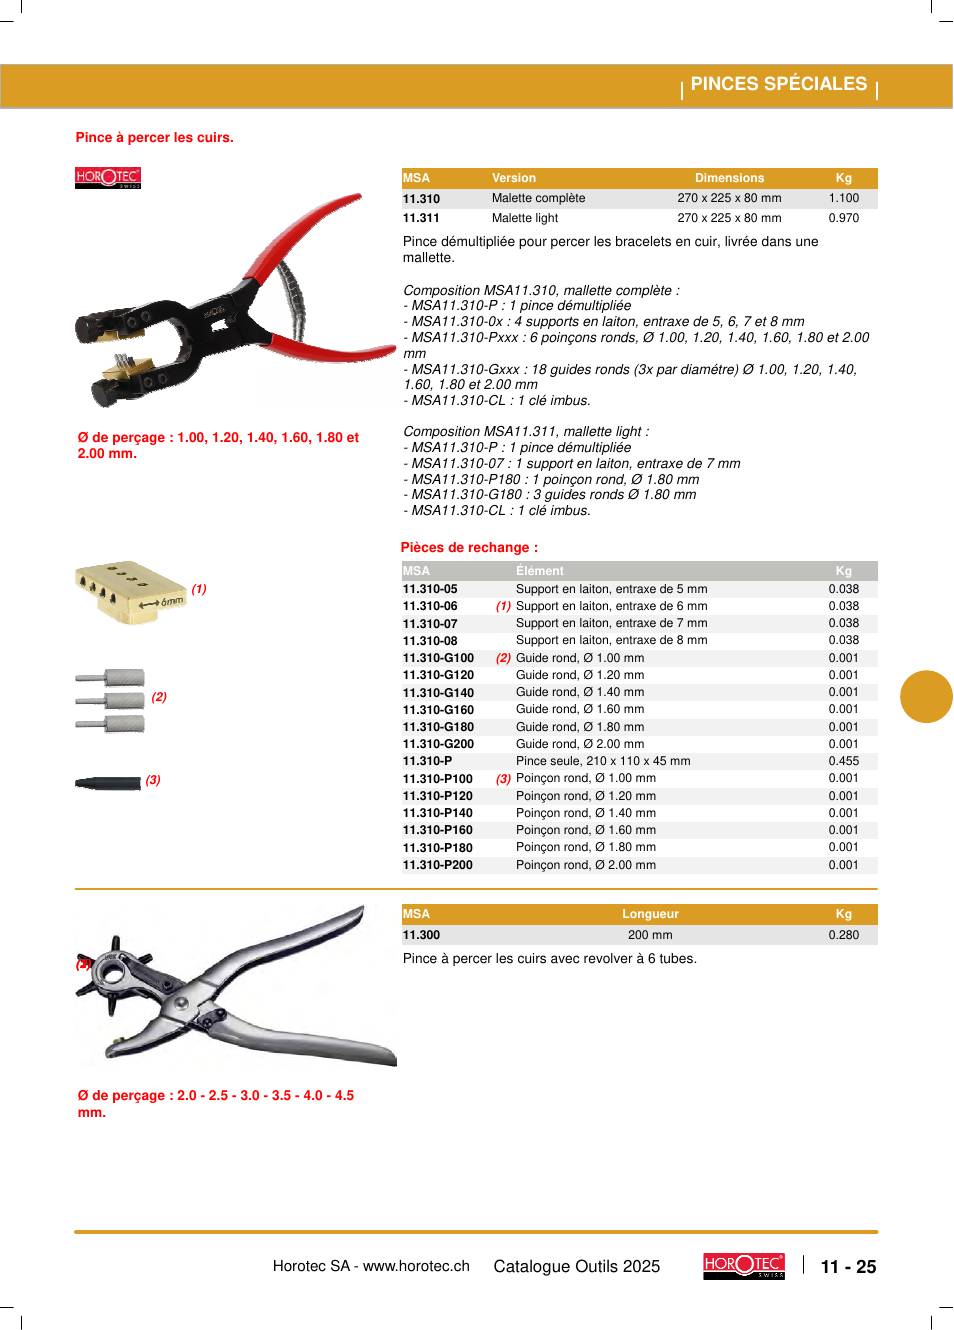 PINCES SPÉCIALES
Pince à percer les cuirs.
HOROTEC®
SWISS
MSA Version Dimensions Kg
11.310 Malette complète 270 x 225 x 80 mm 1.100
11.311 Malette light 270 x 225 x 80 mm 0.970
Pince démultipliée pour percer les bracelets en cuir, livrée dans une
mallette.
Composition MSA11.310, mallette complète :
- MSA11.310-P : 1 pince démultipliée
- MSA11.310-0x : 4 supports en laiton, entraxe de 5, 6, 7 et 8 mm
- MSA11.310-Pxxx : 6 poinçons ronds, Ø 1.00, 1.20, 1.40, 1.60, 1.80 et 2.00
mm
- MSA11.310-Gxxx : 18 guides ronds (3x par diamétre) Ø 1.00, 1.20, 1.40,
1.60, 1.80 et 2.00 mm
- MSA11.310-CL : 1 clé imbus.
Ø de perçage : 1.00, 1.20, 1.40, 1.60, 1.80 et
2.00 mm.
Composition MSA11.311, mallette light :
- MSA11.310-P : 1 pince démultipliée
- MSA11.310-07 : 1 support en laiton, entraxe de 7 mm
- MSA11.310-P180 : 1 poinçon rond, Ø 1.80 mm
- MSA11.310-G180 : 3 guides ronds Ø 1.80 mm
- MSA11.310-CL : 1 clé imbus.
Pièces de rechange :
MSA Élément Kg
11.310-05 Support en laiton, entraxe de 5 mm 0.038
11.310-06 (1) Support en laiton, entraxe de 6 mm 0.038
11.310-07 Support en laiton, entraxe de 7 mm 0.038
11.310-08 Support en laiton, entraxe de 8 mm 0.038
11.310-G100 (2) Guide rond, Ø 1.00 mm 0.001
11.310-G120 Guide rond, Ø 1.20 mm 0.001
11.310-G140 Guide rond, Ø 1.40 mm 0.001
11.310-G160 Guide rond, Ø 1.60 mm 0.001
11.310-G180 Guide rond, Ø 1.80 mm 0.001
11.310-G200 Guide rond, Ø 2.00 mm 0.001
11.310-P Pince seule, 210 x 110 x 45 mm 0.455
11.310-P100 (3) Poinçon rond, Ø 1.00 mm 0.001
11.310-P120 Poinçon rond, Ø 1.20 mm 0.001
11.310-P140 Poinçon rond, Ø 1.40 mm 0.001
11.310-P160 Poinçon rond, Ø 1.60 mm 0.001
11.310-P180 Poinçon rond, Ø 1.80 mm 0.001
11.310-P200 Poinçon rond, Ø 2.00 mm 0.001
6mm
(1)
(2)
(3)
MSA Longueur Kg
11.300 200 mm 0.280
Pince à percer les cuirs avec revolver à 6 tubes.
Ø de perçage : 2.0 - 2.5 - 3.0 - 3.5 - 4.0 - 4.5
mm.
Horotec SA - www.horotec.ch Catalogue Outils 2025 HOROTEC® SWISS 11 - 25